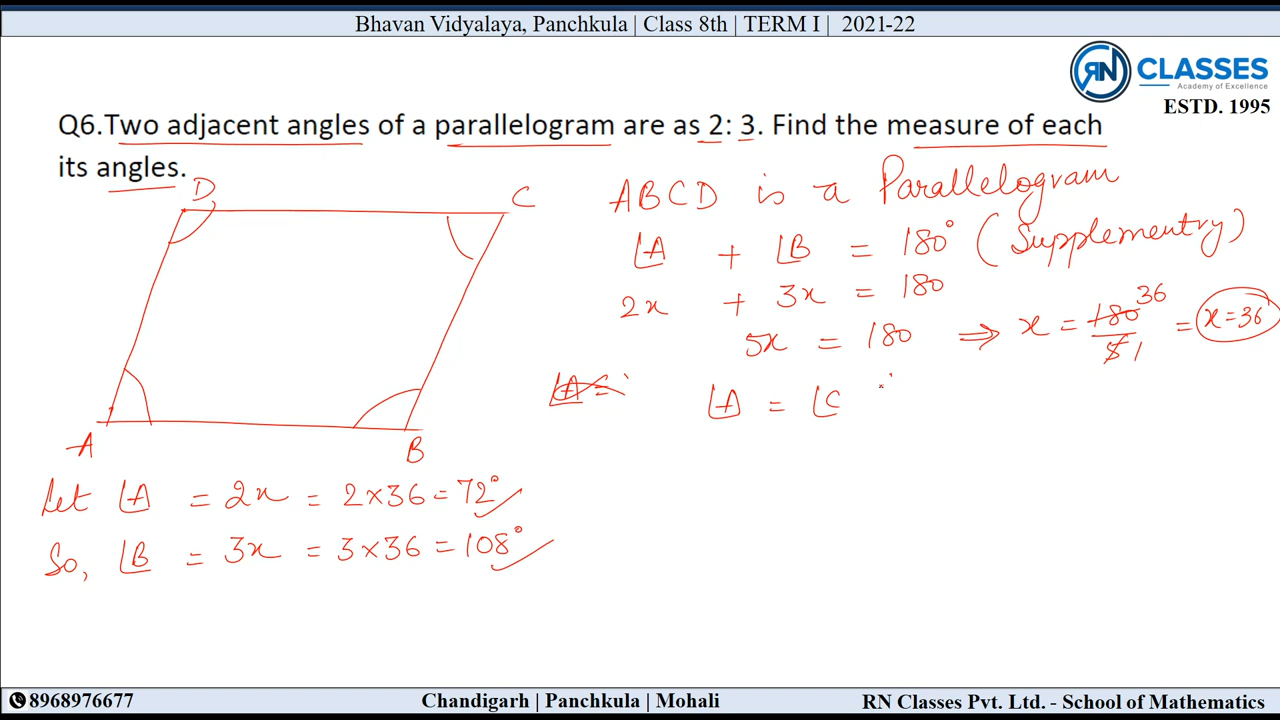 Bhavan Vidyalaya, Panchkula | Class 8th | TERM I | 2021-22
RN CLASSES
Academy of Excellence
ESTD. 1995
Q6.Two adjacent angles of a parallelogram are as 2: 3. Find the measure of each
its angles.
D
C
A
B
ABCD is a Parallelogram
∠A + ∠B = 180° (Supplementry)
2x + 3x = 180
5x = 180 ⇒ x = 180/5 36 1 = x=36
∠A =
∠A = ∠C
Let ∠A = 2x = 2×36 = 72°
So, ∠B = 3x = 3×36 = 108°
8968976677
Chandigarh | Panchkula | Mohali
RN Classes Pvt. Ltd. - School of Mathematics